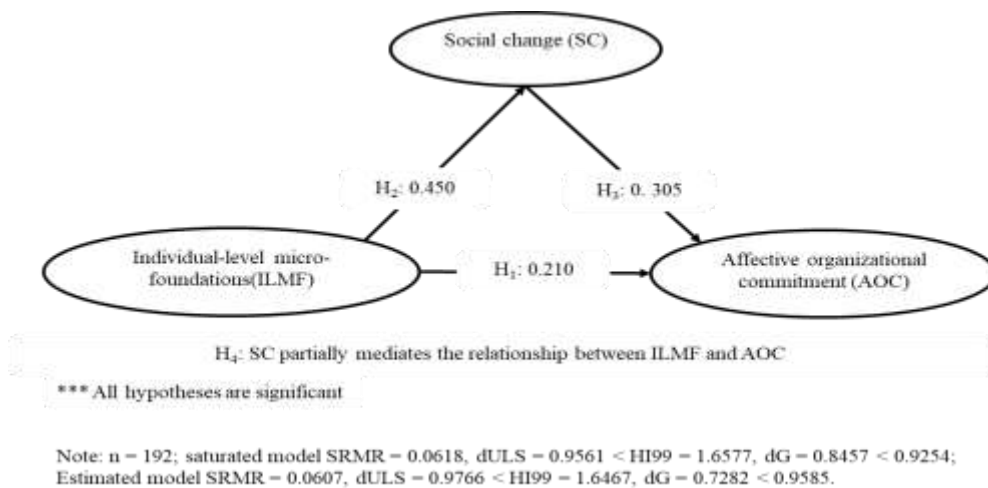 Social change (SC)
H₂: 0.450
H₃: 0. 305
Individual-level micro-
foundations(ILMF)
H₁: 0.210
Affective organizational
commitment (AOC)
H₄: SC partially mediates the relationship between ILMF and AOC
*** All hypotheses are significant
Note: n = 192; saturated model SRMR = 0.0618, dULS = 0.9561 < HI99 = 1.6577; dG = 0.8457 < 0.9254;
Estimated model SRMR = 0.0607, dULS = 0.9766 < HI99 = 1.6467, dG = 0.7282 < 0.9585.